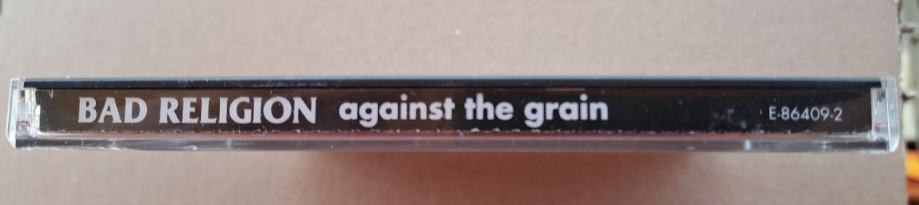 BAD RELIGION against the grain E-86409-2